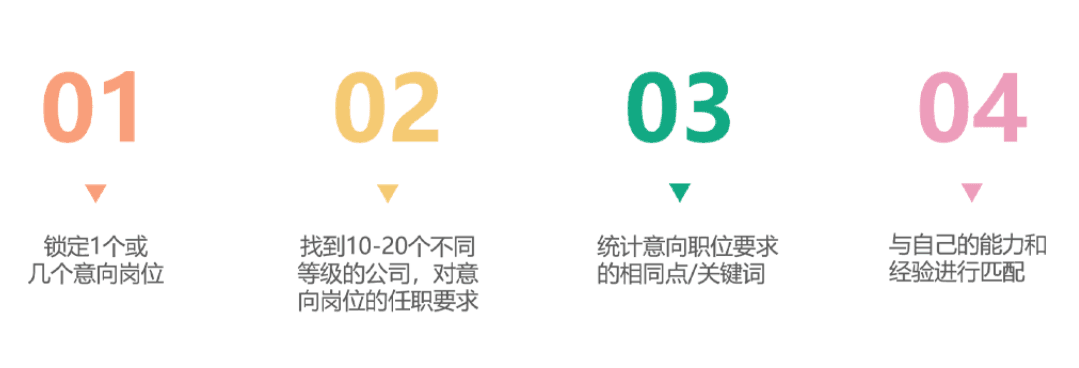 01
锁定1个或
几个意向岗位
02
找到10-20个不同
等级的公司，对意
向岗位的任职要求
03
统计意向职位要求
的相同点/关键词
04
与自己的能力和
经验进行匹配